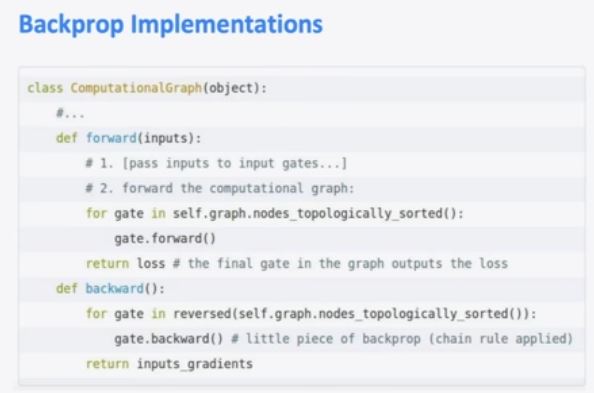 Backprop Implementations
class ComputationalGraph(object):
    #...
    def forward(inputs):
        # 1. [pass inputs to input gates...]
        # 2. forward the computational graph:
        for gate in self.graph.nodes_topologically_sorted():
            gate.forward()
        return loss # the final gate in the graph outputs the loss
    def backward():
        for gate in reversed(self.graph.nodes_topologically_sorted()):
            gate.backward() # little piece of backprop (chain rule applied)
        return inputs_gradients